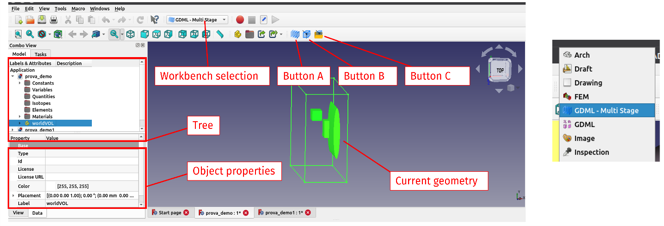 File Edit View Tools Macro Windows Help
GDML - Multi Stage
Combo View
Model Tasks
Labels & Attributes Description
Application
prova_demo
Constants
Variables
Quantities
Isotopes
Elements
Materials
worldVOL
prova_demo1
Property Value
Base
Type
Id
License
License URL
Color [255, 255, 255]
Placement [(0.00 0.00 1.00); 0.00 °; (0.00 mm 0.00 ...
Label worldVOL
View Data
Workbench selection
Button A
Button B
Button C
Tree
Object properties
Current geometry
TOP
Start page
prova_demo : 1*
prova_demo1 : 1*
Arch
Draft
Drawing
FEM
GDML - Multi Stage
GDML
Image
Inspection